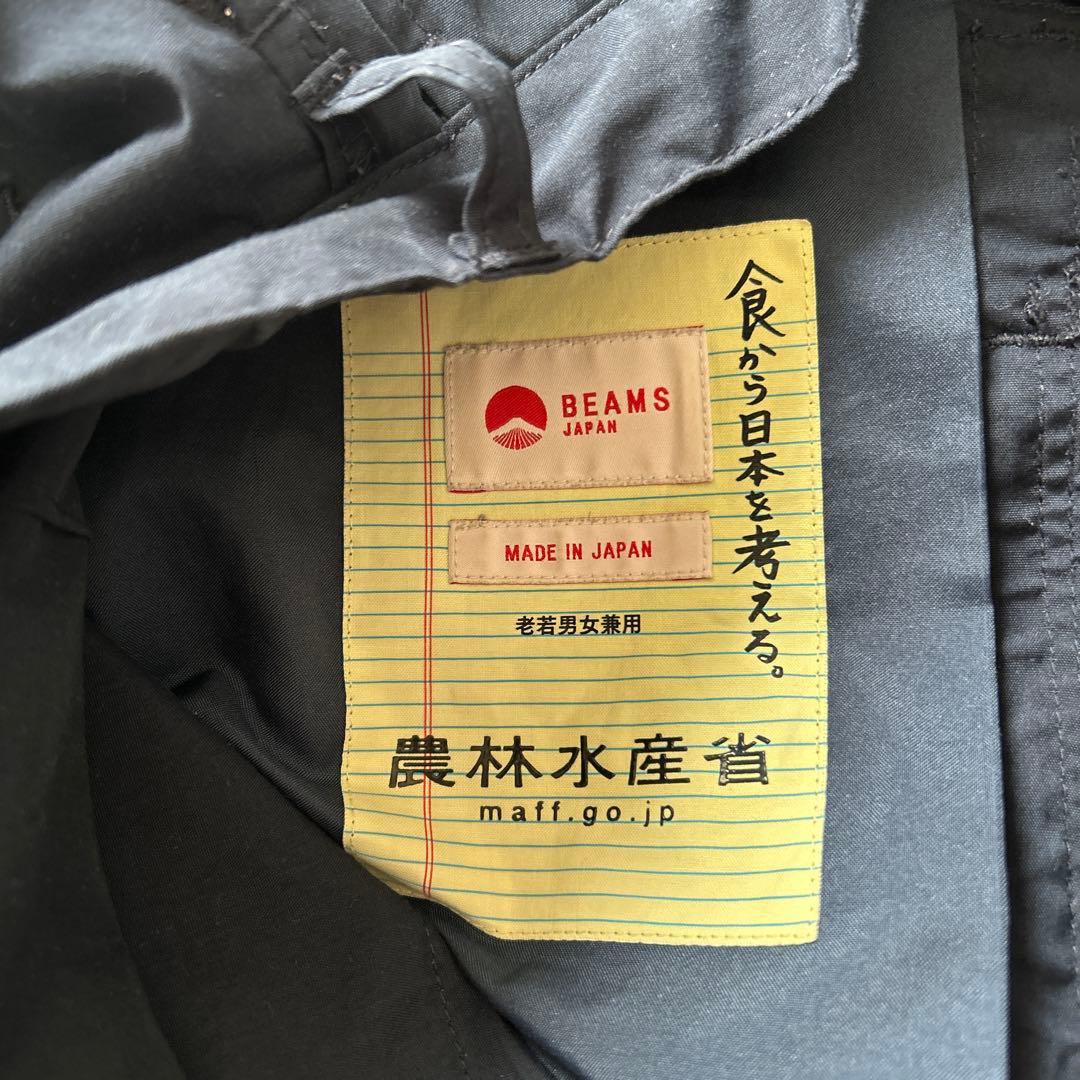 食から日本を考える。
BEAMS
JAPAN
MADE IN JAPAN
老若男女兼用
農林水産省
maff.go.jp